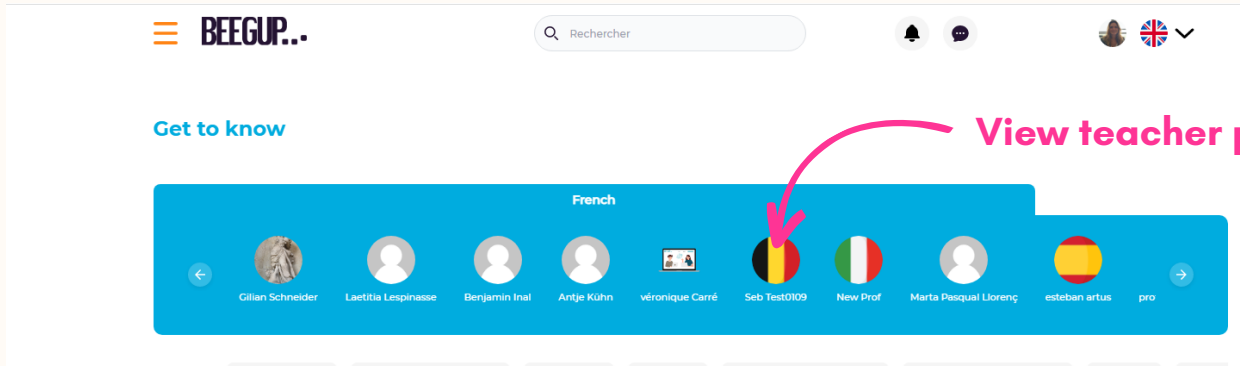 BEEGUP...
Rechercher
Get to know
View teacher p
French
Gillian Schneider
Laetitia Lespinasse
Benjamin Inal
Antje Kühn
véronique Carré
Seb Test0109
New Prof
Marta Pasqual Llorenç
esteban artus
pro